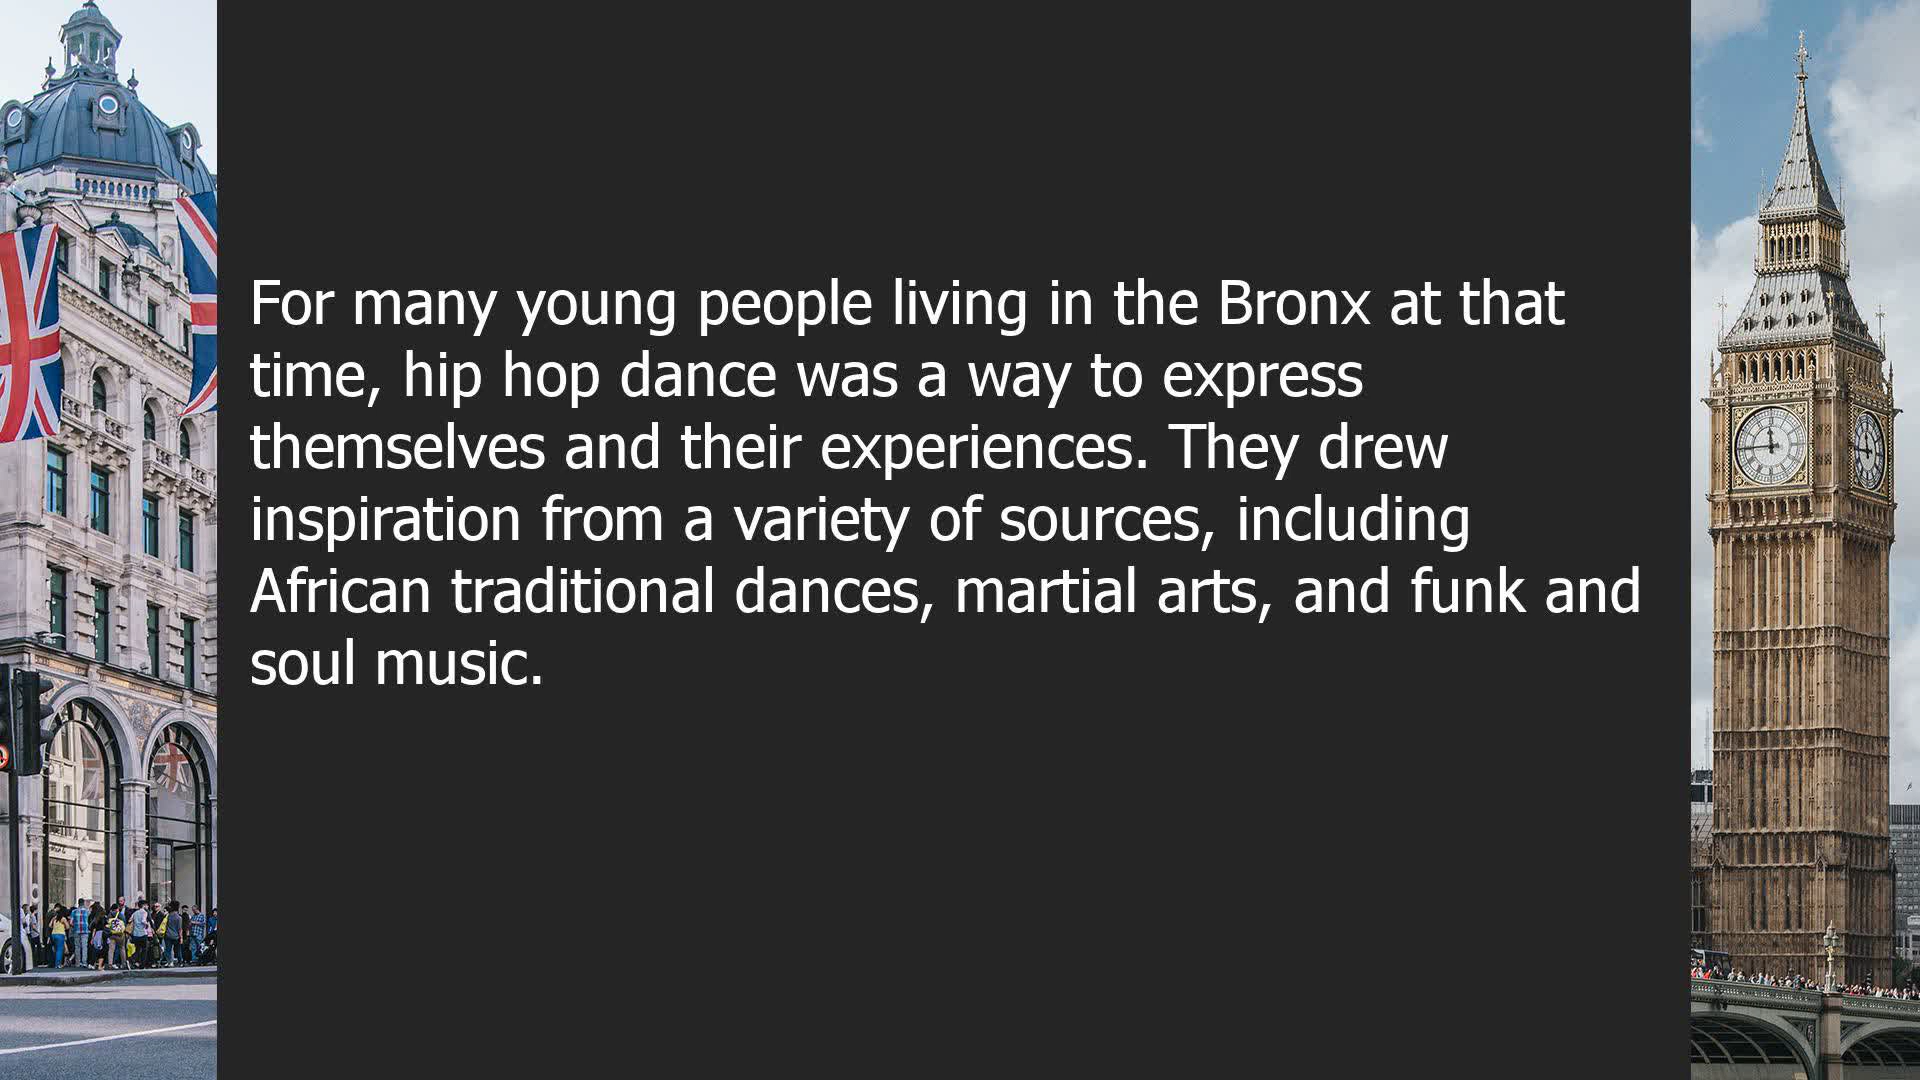 For many young people living in the Bronx at that
time, hip hop dance was a way to express
themselves and their experiences. They drew
inspiration from a variety of sources, including
African traditional dances, martial arts, and funk and
soul music.